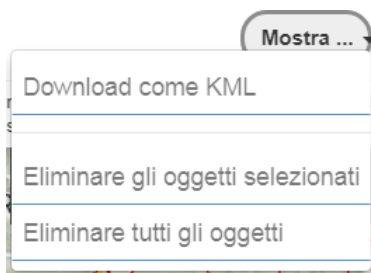 Mostra ...
Download come KML
Eliminare gli oggetti selezionati
Eliminare tutti gli oggetti